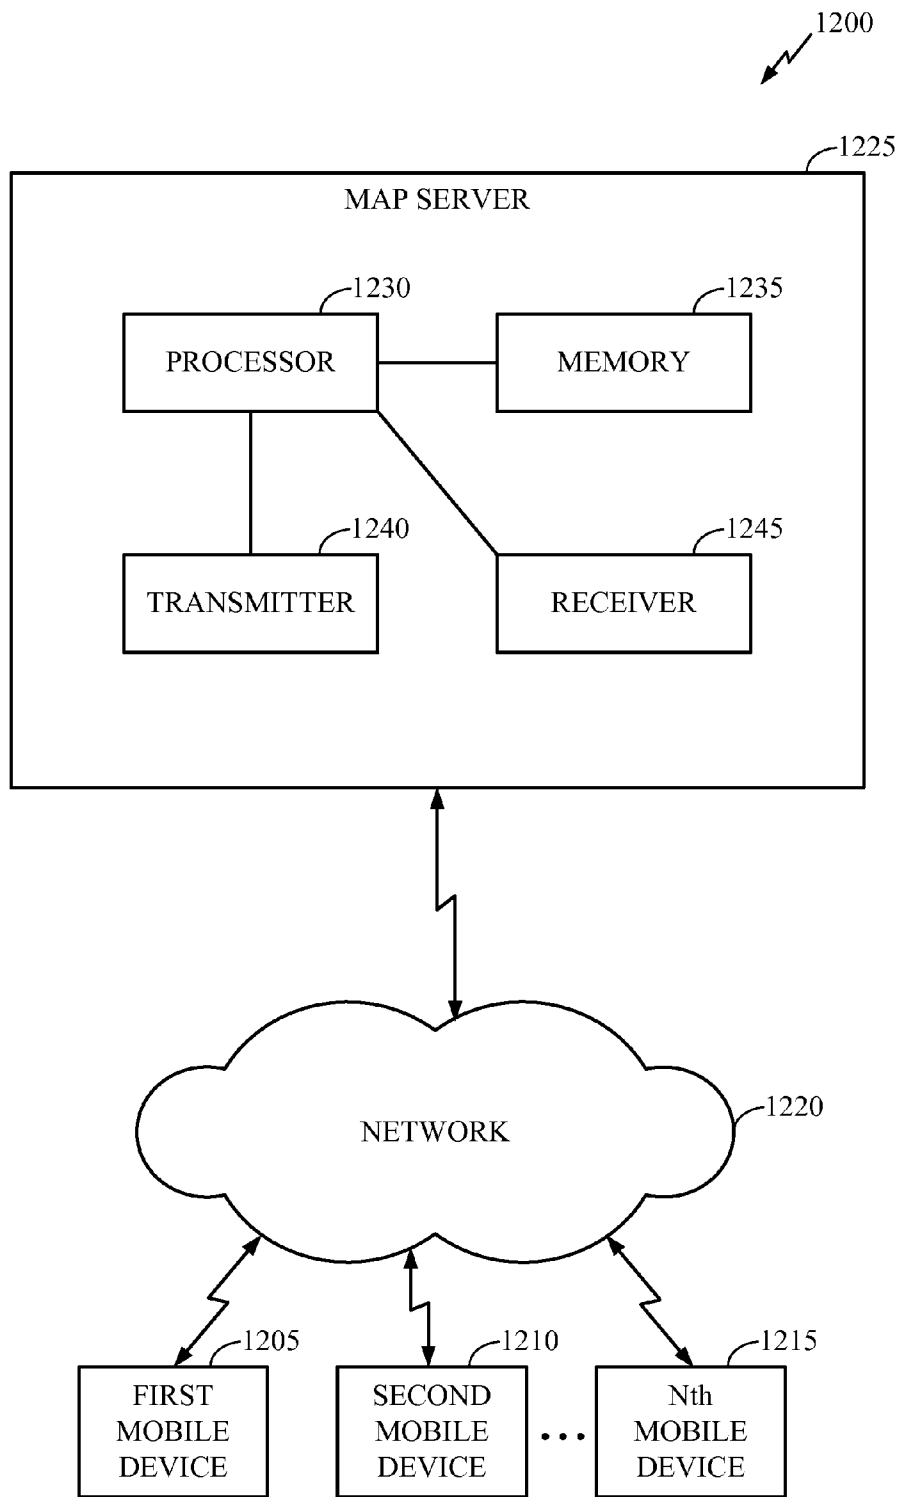 1200
1225
MAP SERVER
1230
1235
PROCESSOR
MEMORY
1240
1245
TRANSMITTER
RECEIVER
NETWORK
1220
1205
1210
1215
FIRST
MOBILE
DEVICE
SECOND
MOBILE
DEVICE
...
Nth
MOBILE
DEVICE